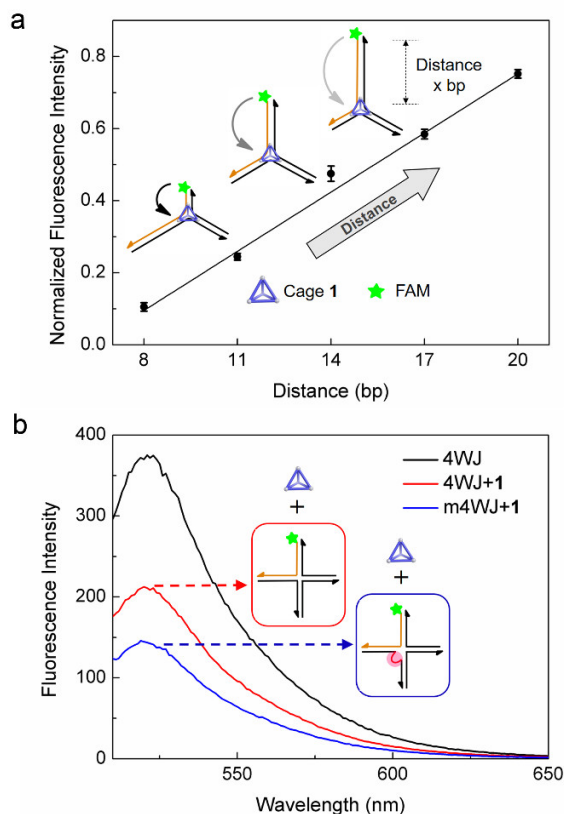 a
Normalized Fluorescence Intensity
0.8
0.6
0.4
0.2
0.0
Distance
x bp
Distance
Cage 1
FAM
8
11
14
17
20
Distance (bp)
b
Fluorescence Intensity
400
300
200
100
0
4WJ
4WJ+1
m4WJ+1
+
+
550
600
650
Wavelength (nm)